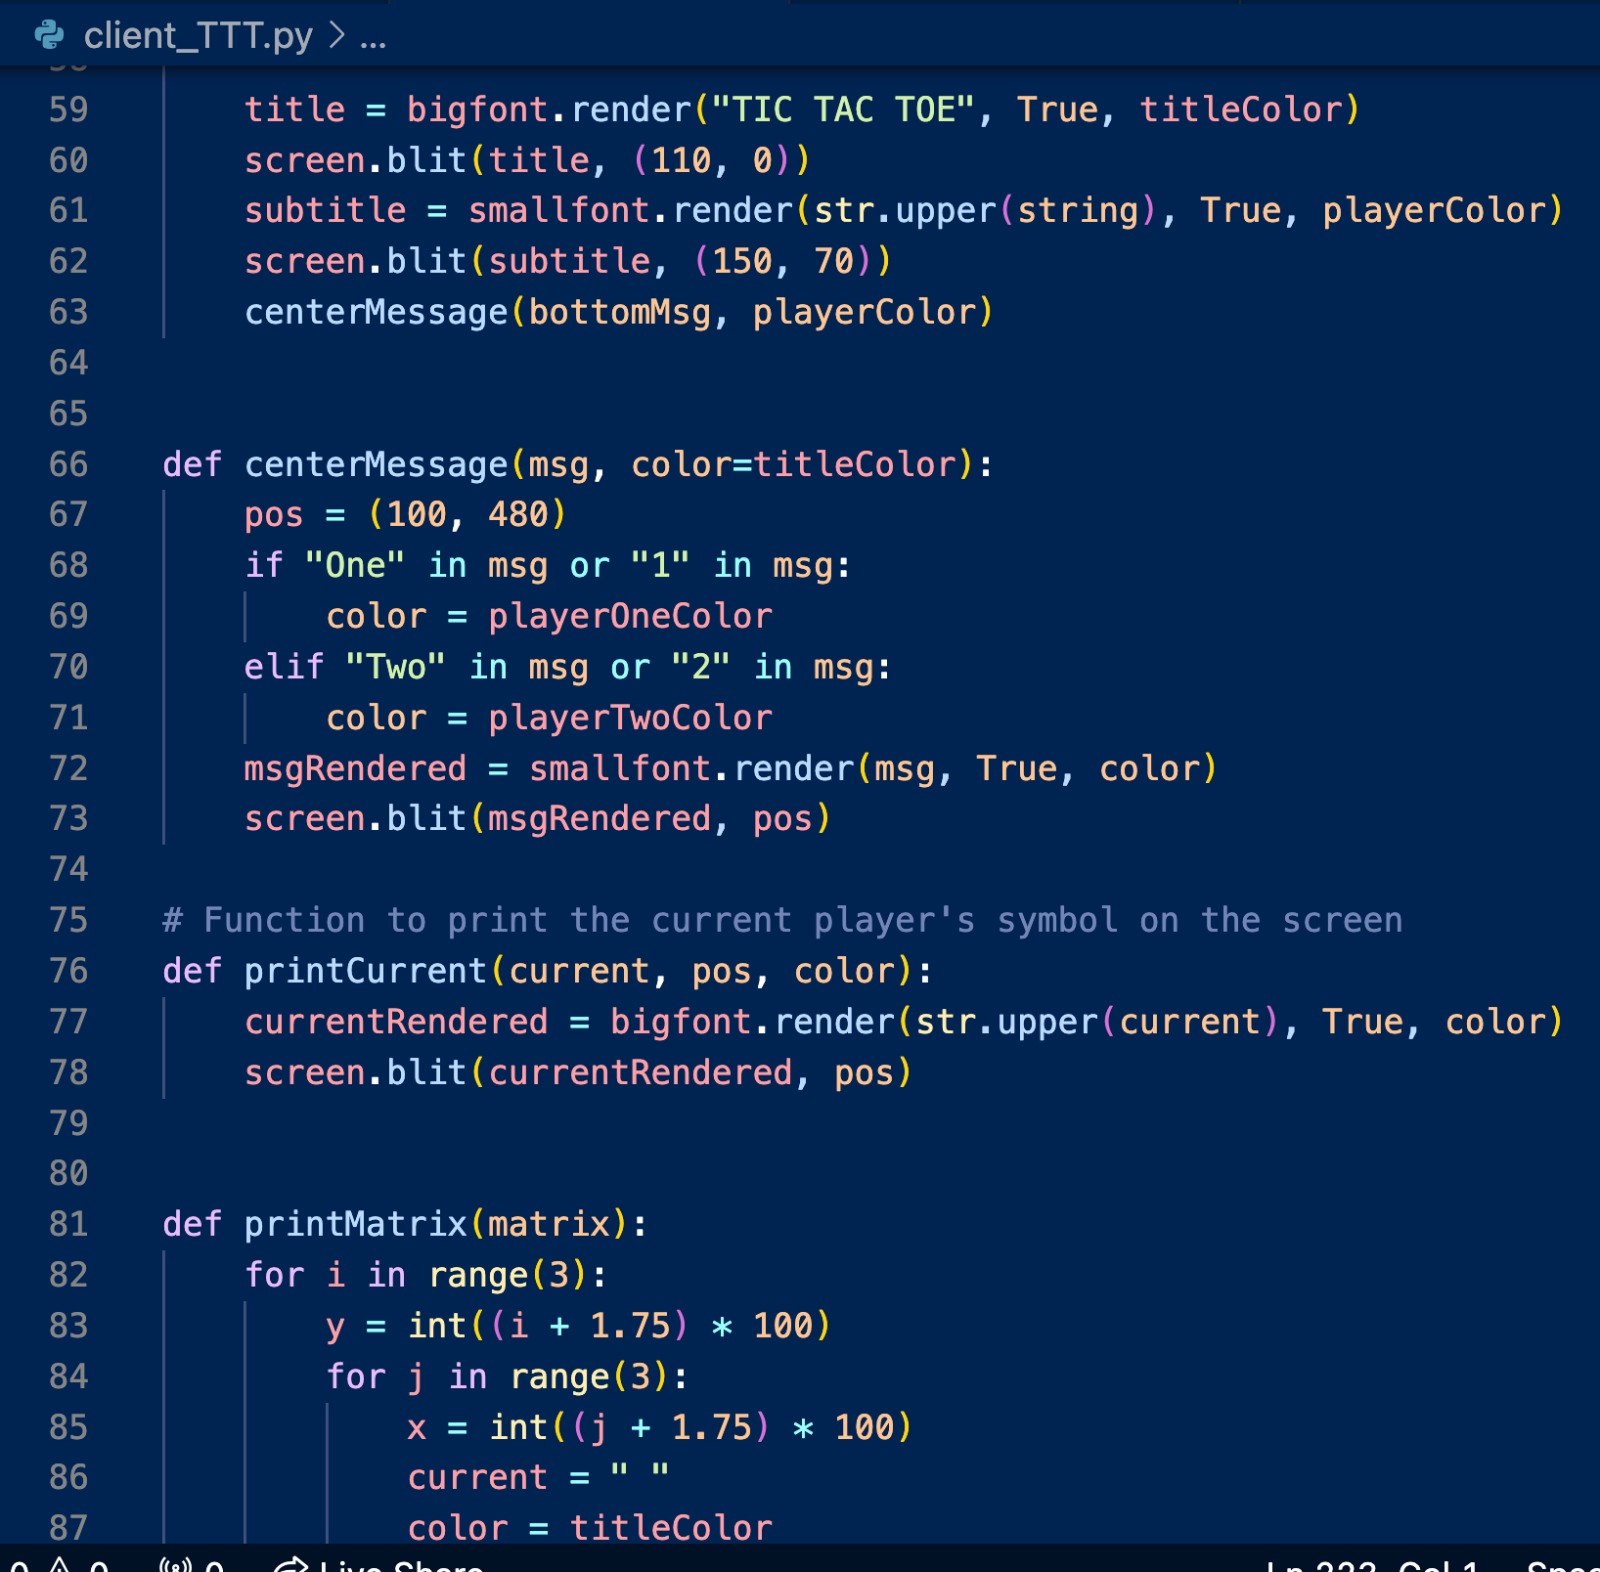 client_TTT.py > ...
59 title = bigfont.render("TIC TAC TOE", True, titleColor)
60 screen.blit(title, (110, 0))
61 subtitle = smallfont.render(str.upper(string), True, playerColor)
62 screen.blit(subtitle, (150, 70))
63 centerMessage(bottomMsg, playerColor)
64
65
66 def centerMessage(msg, color=titleColor):
67 pos = (100, 480)
68 if "One" in msg or "1" in msg:
69 color = playerOneColor
70 elif "Two" in msg or "2" in msg:
71 color = playerTwoColor
72 msgRendered = smallfont.render(msg, True, color)
73 screen.blit(msgRendered, pos)
74
75 # Function to print the current player's symbol on the screen
76 def printCurrent(current, pos, color):
77 currentRendered = bigfont.render(str.upper(current), True, color)
78 screen.blit(currentRendered, pos)
79
80
81 def printMatrix(matrix):
82 for i in range(3):
83 y = int((i + 1.75) * 100)
84 for j in range(3):
85 x = int((j + 1.75) * 100)
86 current = " "
87 color = titleColor
0 0 0 Live Share Ln 223, Col 1